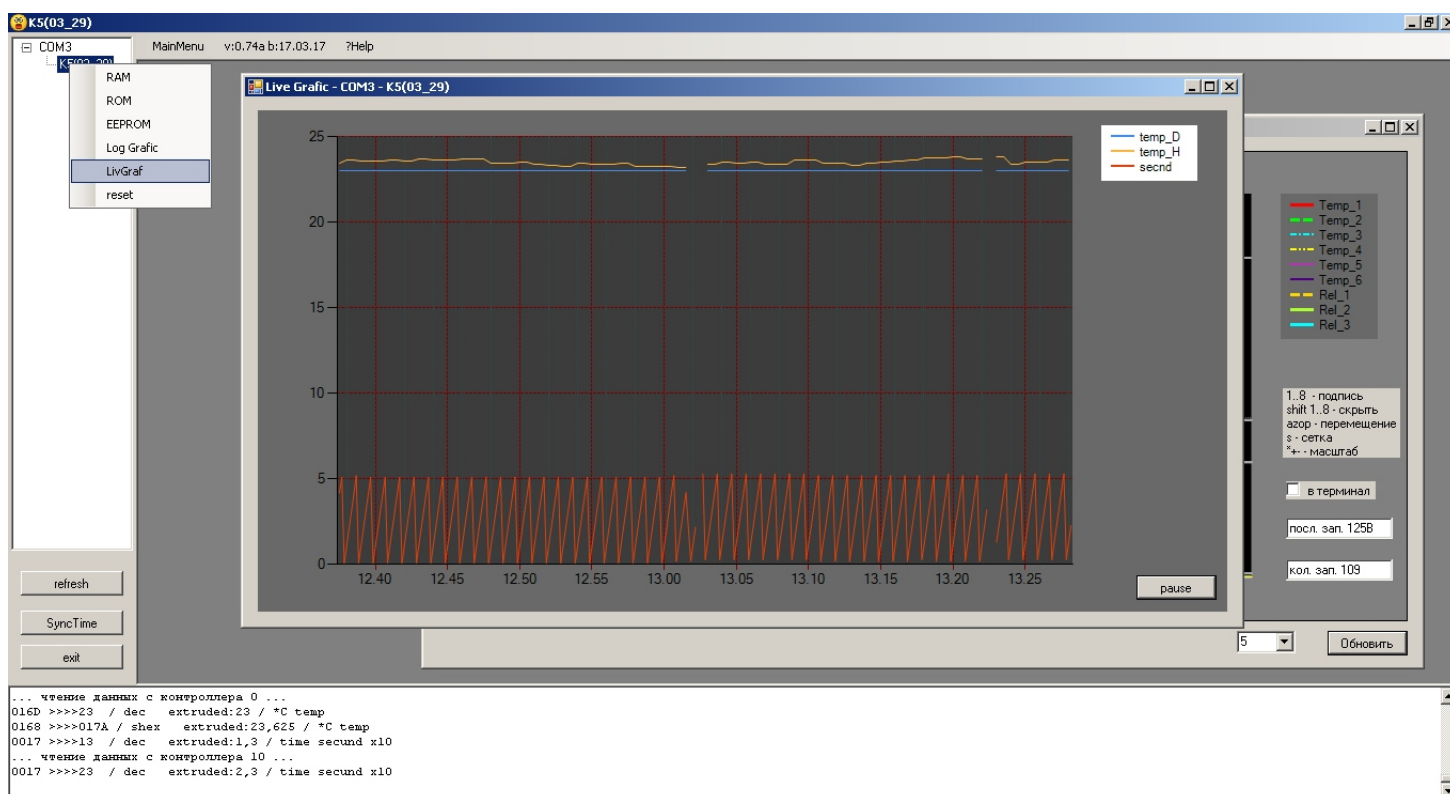 K5(03_29)
COM3
MainMenu v:0.74a b:17.03.17 ?Help
RAM
ROM
EEPROM
Log Grafic
LivGraf
reset
Live Grafic - COM3 - K5(03_29)
25
20
15
10
5
0
12.40 12.45 12.50 12.55 13.00 13.05 13.10 13.15 13.20 13.25
temp_D
temp_H
secnd
pause
Temp_1
Temp_2
Temp_3
Temp_4
Temp_5
Temp_6
Rel_1
Rel_2
Rel_3
1..8 - подпись
shift 1..8 - скрыть
azop - перемещение
s - сетка
*+- - масштаб
в терминал
посл. зап. 125B
кол. зап. 109
5
Обновить
refresh
SyncTime
exit
... чтение данных с контроллера 0 ...
016D >>>>23 / dec extruded:23 / *C temp
0168 >>>>017A / shex extruded:23,625 / *C temp
0017 >>>>13 / dec extruded:1,3 / time secund x10
... чтение данных с контроллера 10 ...
0017 >>>>23 / dec extruded:2,3 / time secund x10